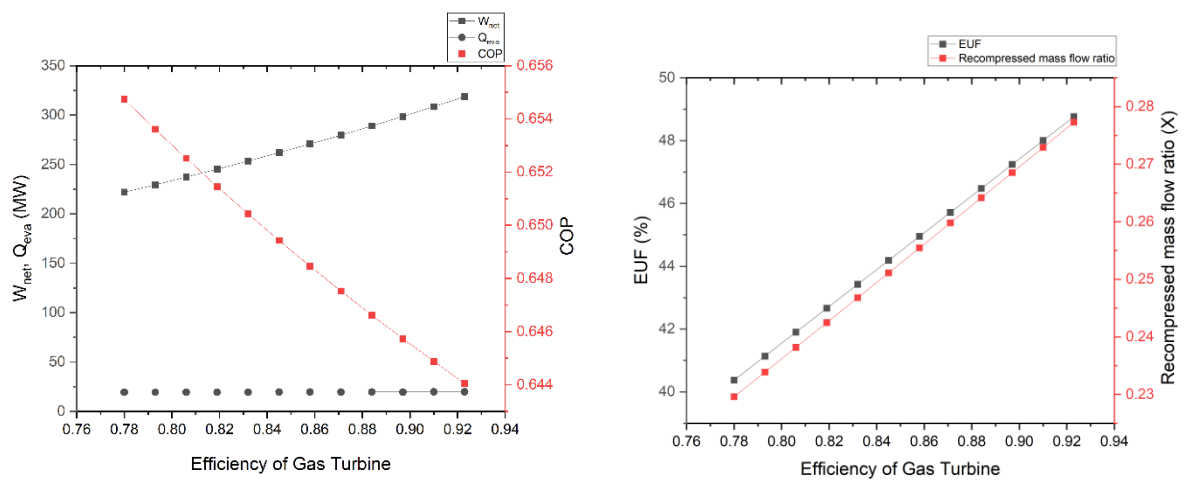 W_net
Q_eva
COP
350
300
250
200
150
100
50
0
W_net, Q_eva (MW)
0.656
0.654
0.652
0.650
0.648
0.646
0.644
COP
0.76 0.78 0.80 0.82 0.84 0.86 0.88 0.90 0.92 0.94
Efficiency of Gas Turbine
EUF
Recompressed mass flow ratio
50
48
46
44
42
40
EUF (%)
0.28
0.27
0.26
0.25
0.24
0.23
Recompressed mass flow ratio (X)
0.76 0.78 0.80 0.82 0.84 0.86 0.88 0.90 0.92 0.94
Efficiency of Gas Turbine